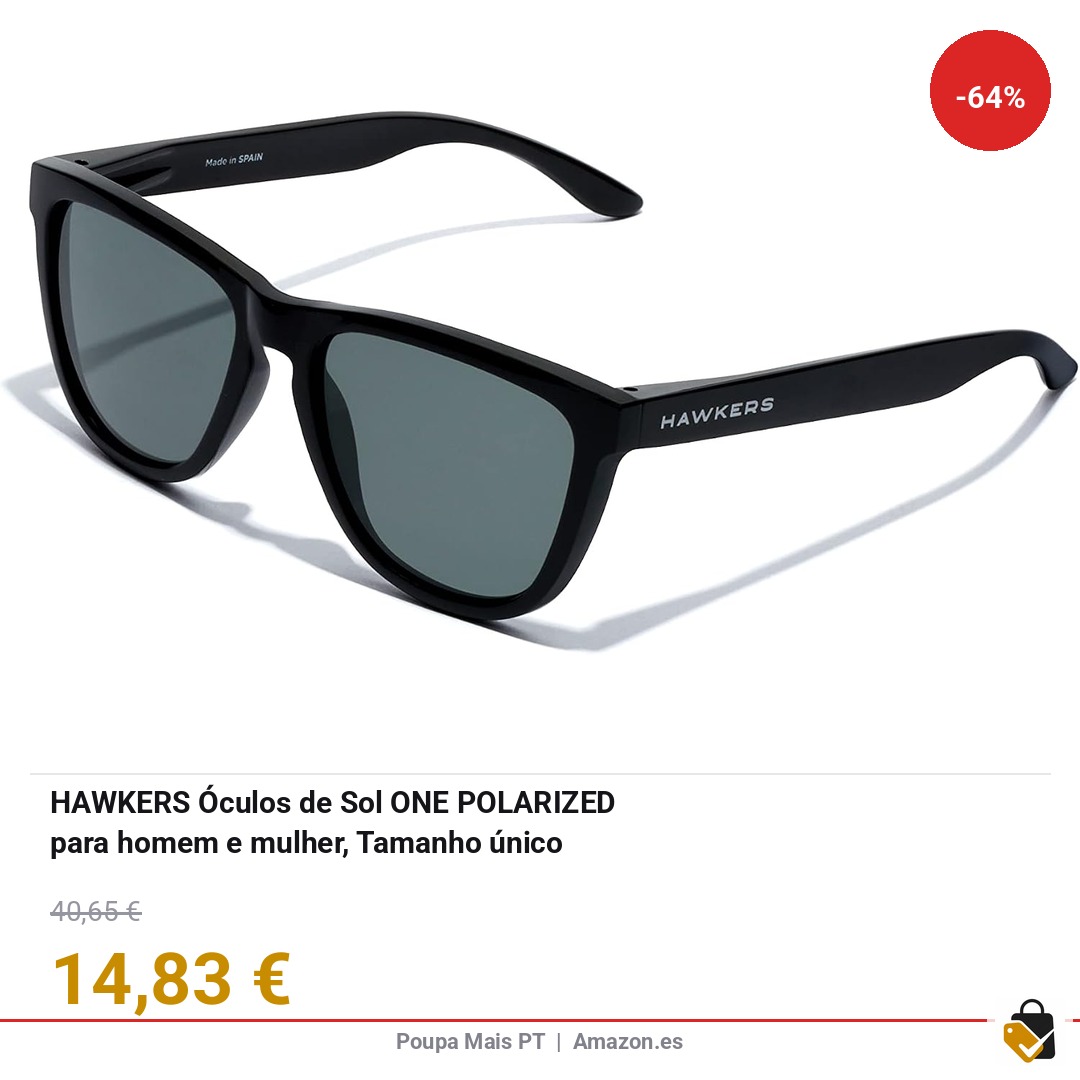 -64%
Made in SPAIN
HAWKERS
HAWKERS Óculos de Sol ONE POLARIZED
para homem e mulher, Tamanho único
40,65 €
14,83 €
Poupa Mais PT | Amazon.es